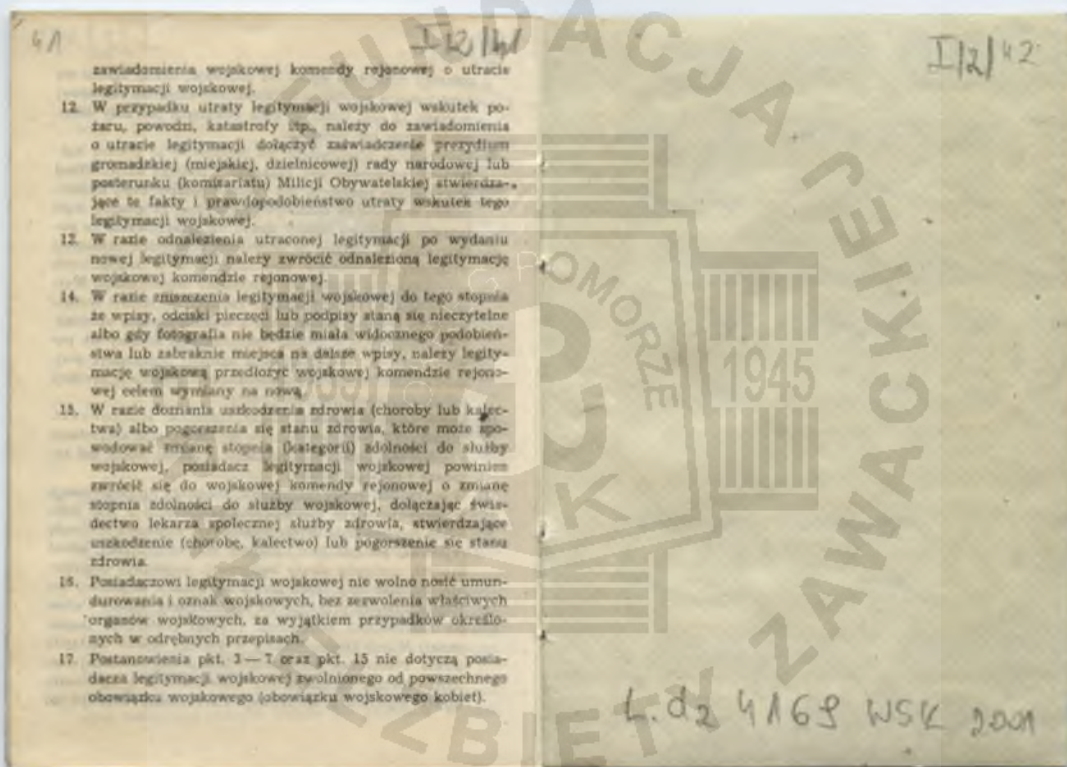 41
I/2/41
zawiadomienia wojskowej komendy rejonowej o utracie
legitymacji wojskowej.
12. W przypadku utraty legitymacji wojskowej wskutek po-
żaru, powodzi, katastrofy itp., należy do zawiadomienia
o utracie legitymacji dołączyć zaświadczenie prezydium
gromadzkiej (miejskiej, dzielnicowej) rady narodowej lub
posterunku (komisariatu) Milicji Obywatelskiej stwierdza-
jące te fakty i prawdopodobieństwo utraty wskutek tego
legitymacji wojskowej.
13. W razie odnalezienia utraconej legitymacji po wydaniu
nowej legitymacji należy zwrócić odnalezioną legitymację
wojskowej komendzie rejonowej.
14. W razie zniszczenia legitymacji wojskowej do tego stopnia
że wpisy, odciski pieczęci lub podpisy staną się nieczytelne
albo gdy fotografia nie będzie miała widocznego podobień-
stwa lub zabraknie miejsca na dalsze wpisy, należy legity-
mację wojskową przedłożyć wojskowej komendzie rejono-
wej celem wymiany na nową.
15. W razie doznania uszkodzenia zdrowia (choroby lub kalec-
twa) albo pogorszenia się stanu zdrowia, które może spo-
wodować zmianę stopnia (kategorii) zdolności do służby
wojskowej, posiadacz legitymacji wojskowej powinien
zwrócić się do wojskowej komendy rejonowej o zmianę
stopnia zdolności do służby wojskowej, dołączając świa-
dectwo lekarza społecznej służby zdrowia, stwierdzające
uszkodzenie (chorobę, kalectwo) lub pogorszenie się stanu
zdrowia.
16. Posiadaczowi legitymacji wojskowej nie wolno nosić umun-
durowania i oznak wojskowych, bez zezwolenia właściwych
organów wojskowych, za wyjątkiem przypadków określo-
nych w odrębnych przepisach.
17. Postanowienia pkt. 3 — 7 oraz pkt. 15 nie dotyczą posia-
dacza legitymacji wojskowej zwolnionego od powszechnego
obowiązku wojskowego (obowiązku wojskowego kobiet).
I/2/42
Ł. dz 4169 WSK 2001
FUNDACJA
ELŻBIETY ZAWACKIEJ
POMORZE
1939
1945